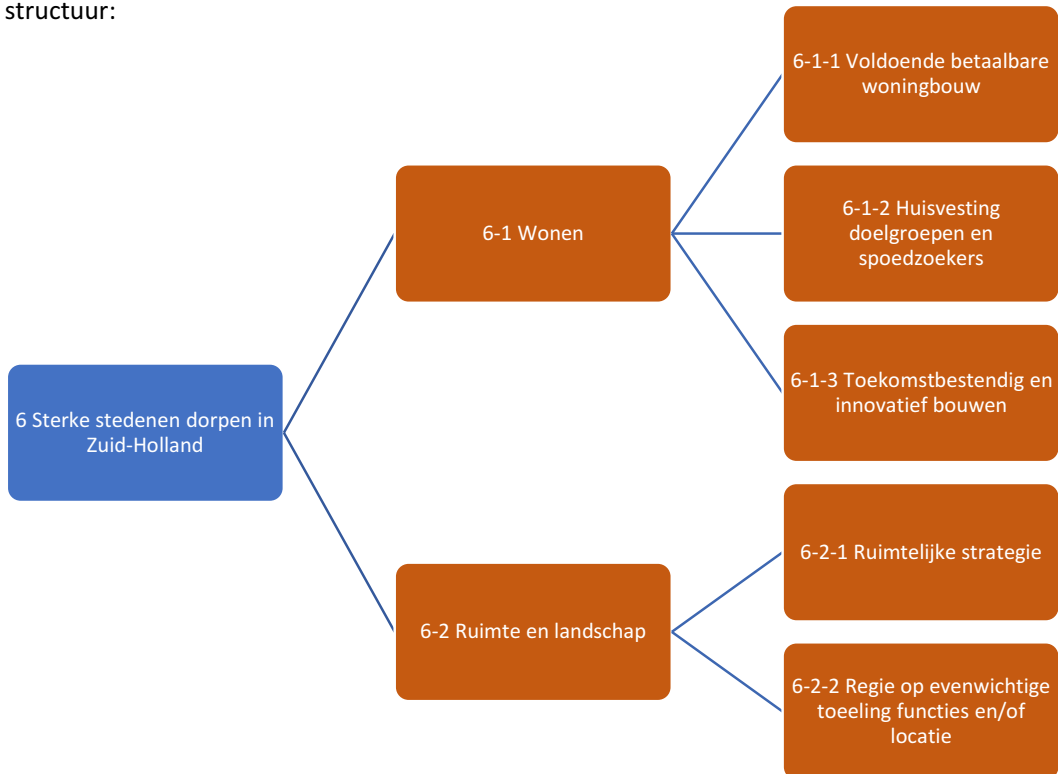 structuur:
6 Sterke stedenen dorpen in
Zuid-Holland
6-1 Wonen
6-1-1 Voldoende betaalbare
woningbouw
6-1-2 Huisvesting
doelgroepen en
spoedzoekers
6-1-3 Toekomstbestendig en
innovatief bouwen
6-2 Ruimte en landschap
6-2-1 Ruimtelijke strategie
6-2-2 Regie op evenwichtige
toeeling functies en/of
locatie